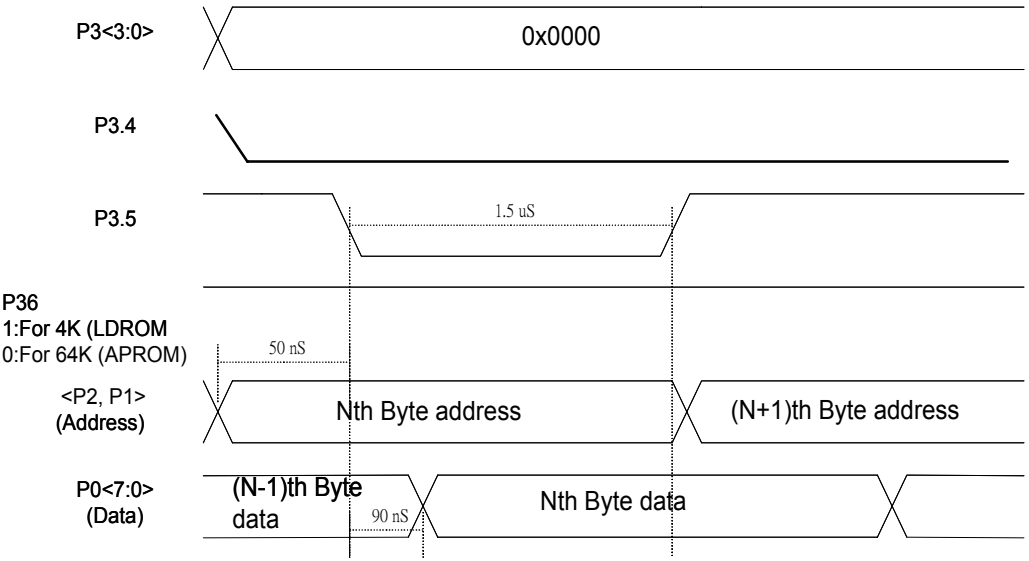 P3<3:0>
0x0000
P3.4
P3.5
1.5 uS
P36
1:For 4K (LDROM
0:For 64K (APROM)
50 nS
<P2, P1>
(Address)
Nth Byte address
(N+1)th Byte address
P0<7:0>
(Data)
(N-1)th Byte
data
90 nS
Nth Byte data